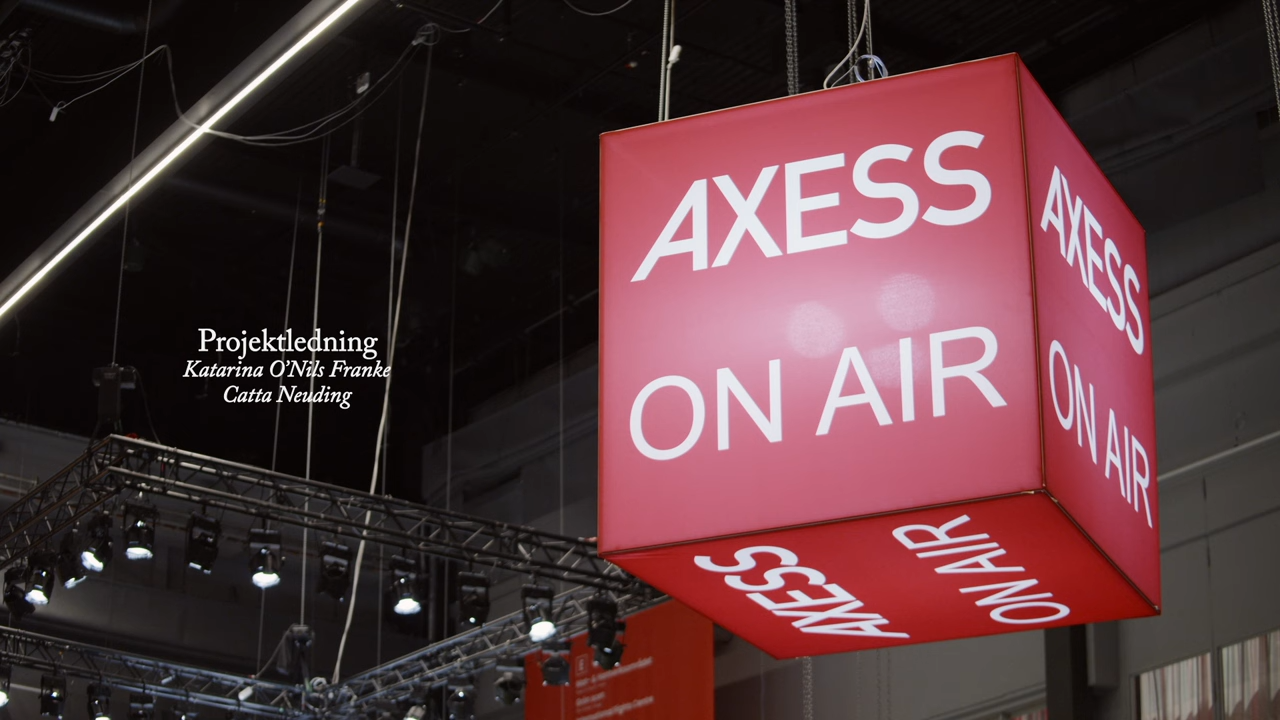 Projektledning
Katarina O'Nils Franke
Catta Neuding
AXESS
ON AIR
AXESS
ON AIR
AXESS
ON AIR